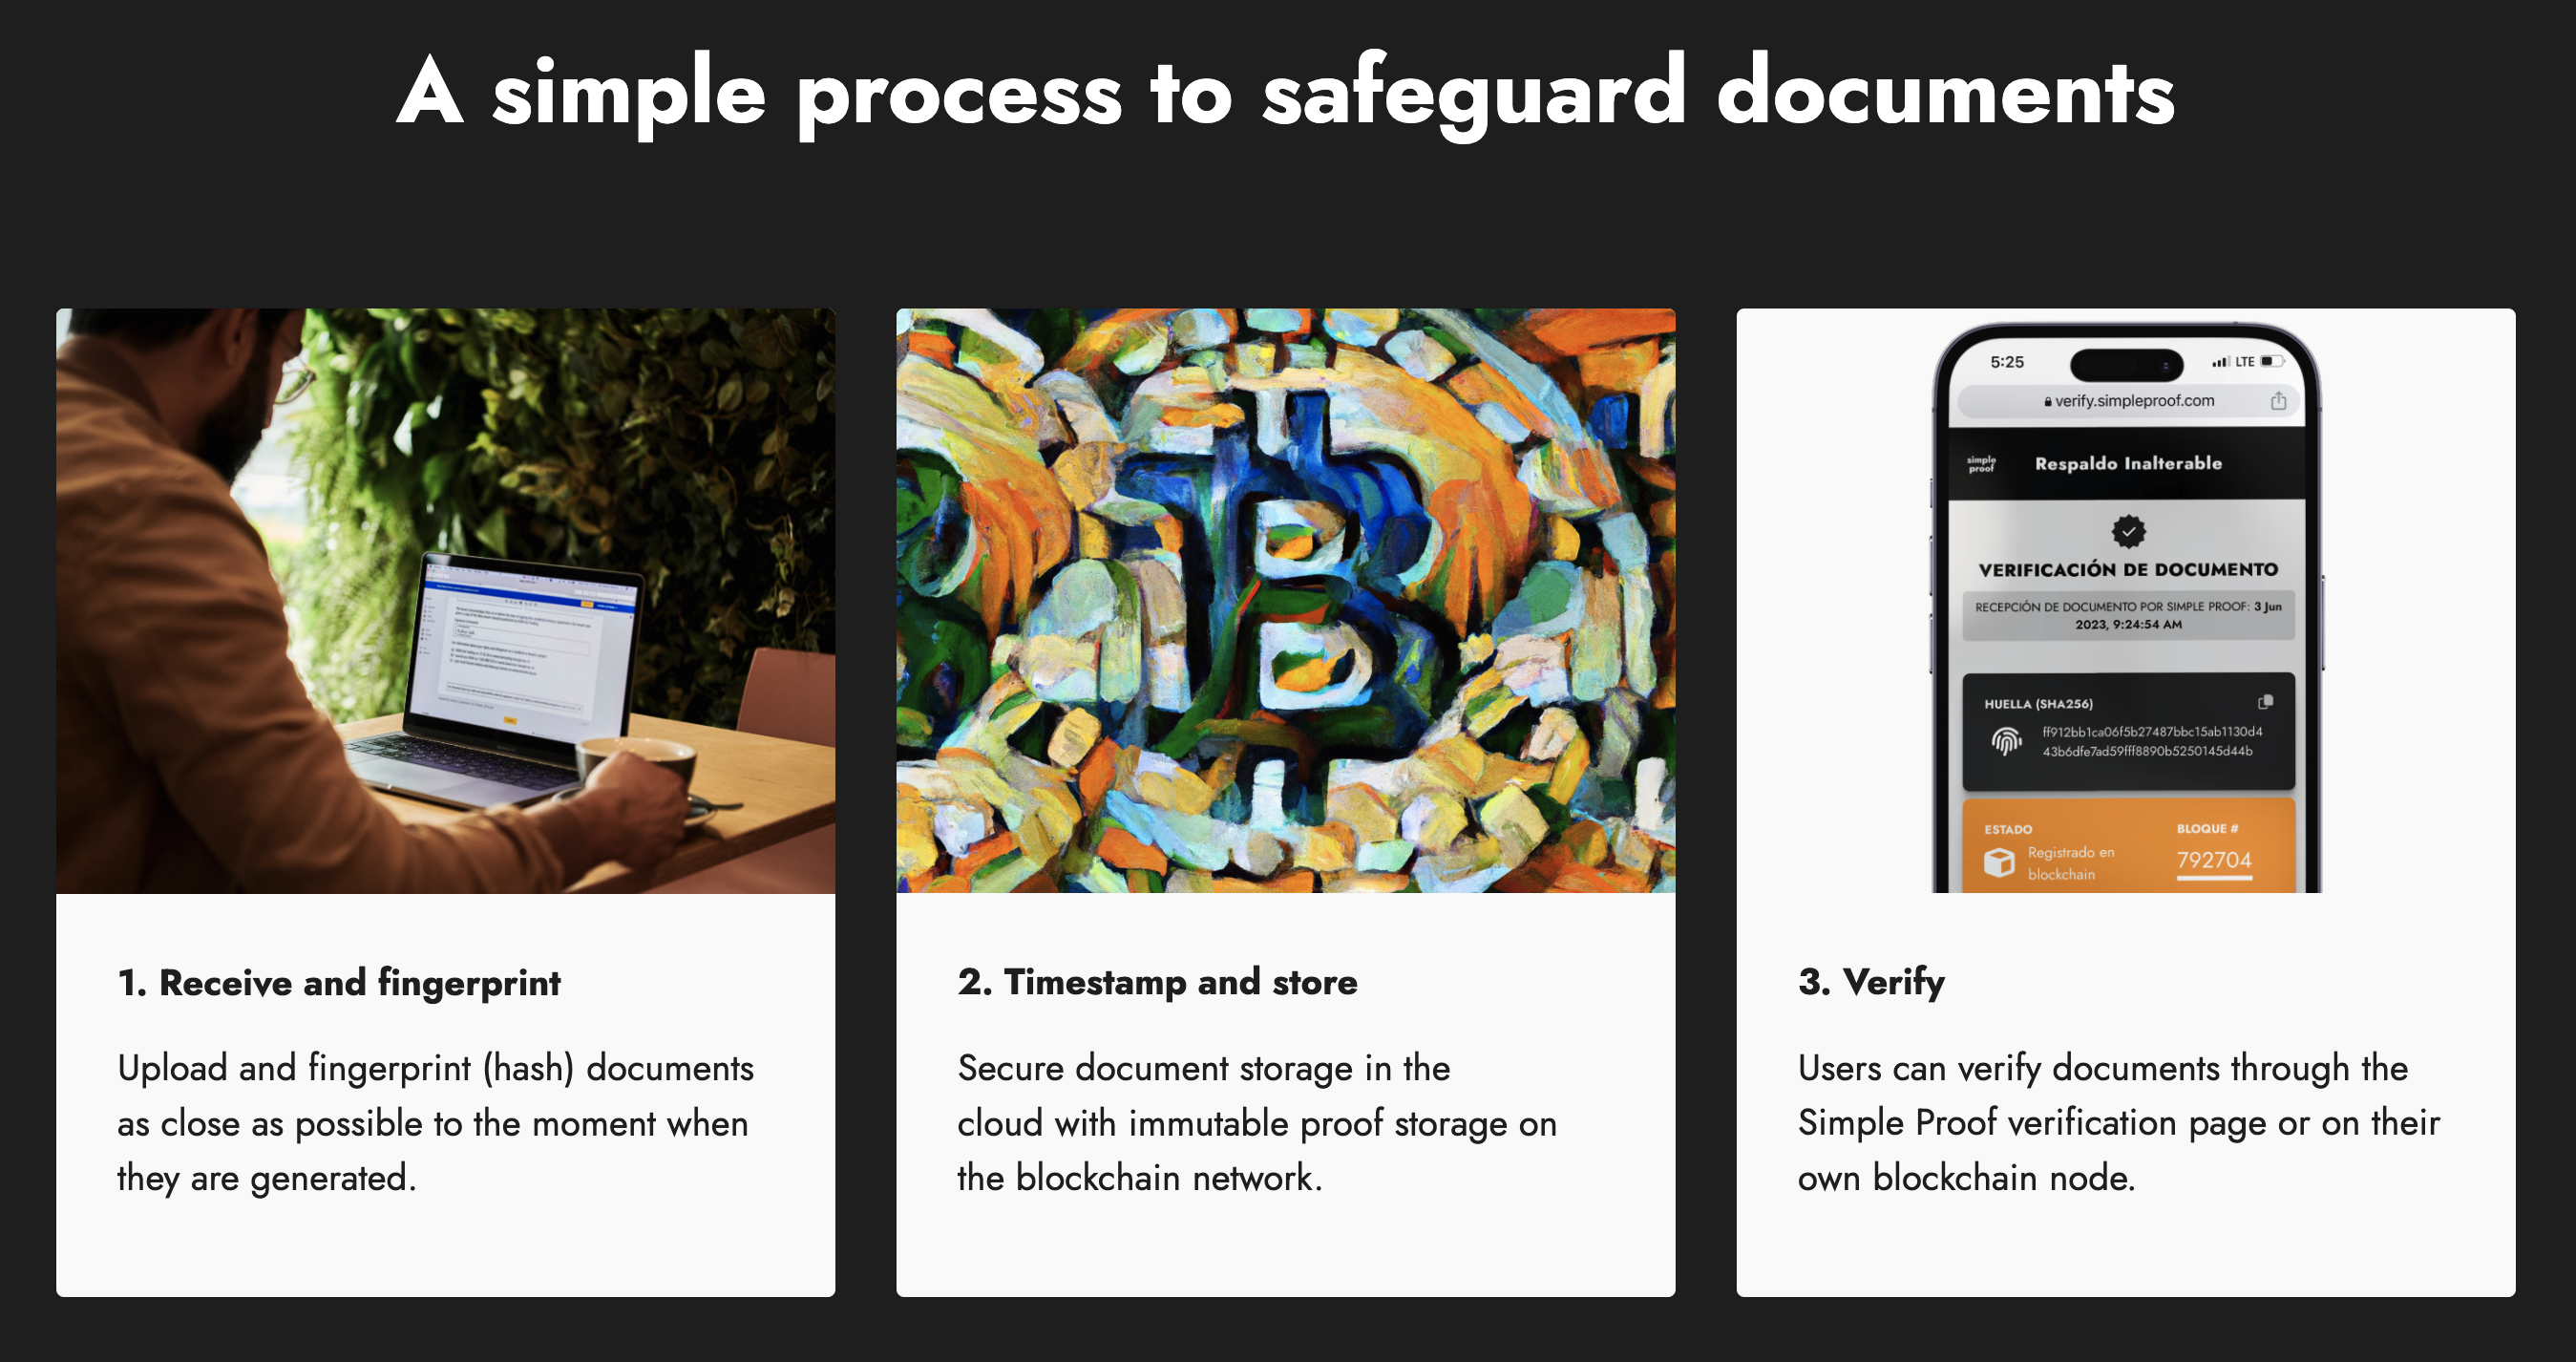 A simple process to safeguard documents
1. Receive and fingerprint
Upload and fingerprint (hash) documents
as close as possible to the moment when
they are generated.
2. Timestamp and store
Secure document storage in the
cloud with immutable proof storage on
the blockchain network.
5:25
LTE
verify.simpleproof.com
simple
proof
Respaldo Inalterable
VERIFICACIÓN DE DOCUMENTO
RECEPCIÓN DE DOCUMENTO POR SIMPLE PROOF: 3 Jun
2023, 9:24:54 AM
HUELLA (SHA256)
ff912bb1ca06f5b27487bbc15ab1130d4
43b6dfe7ad59fff8890b5250145d44b
ESTADO
BLOQUE #
Registrado en
blockchain
792704
3. Verify
Users can verify documents through the
Simple Proof verification page or on their
own blockchain node.